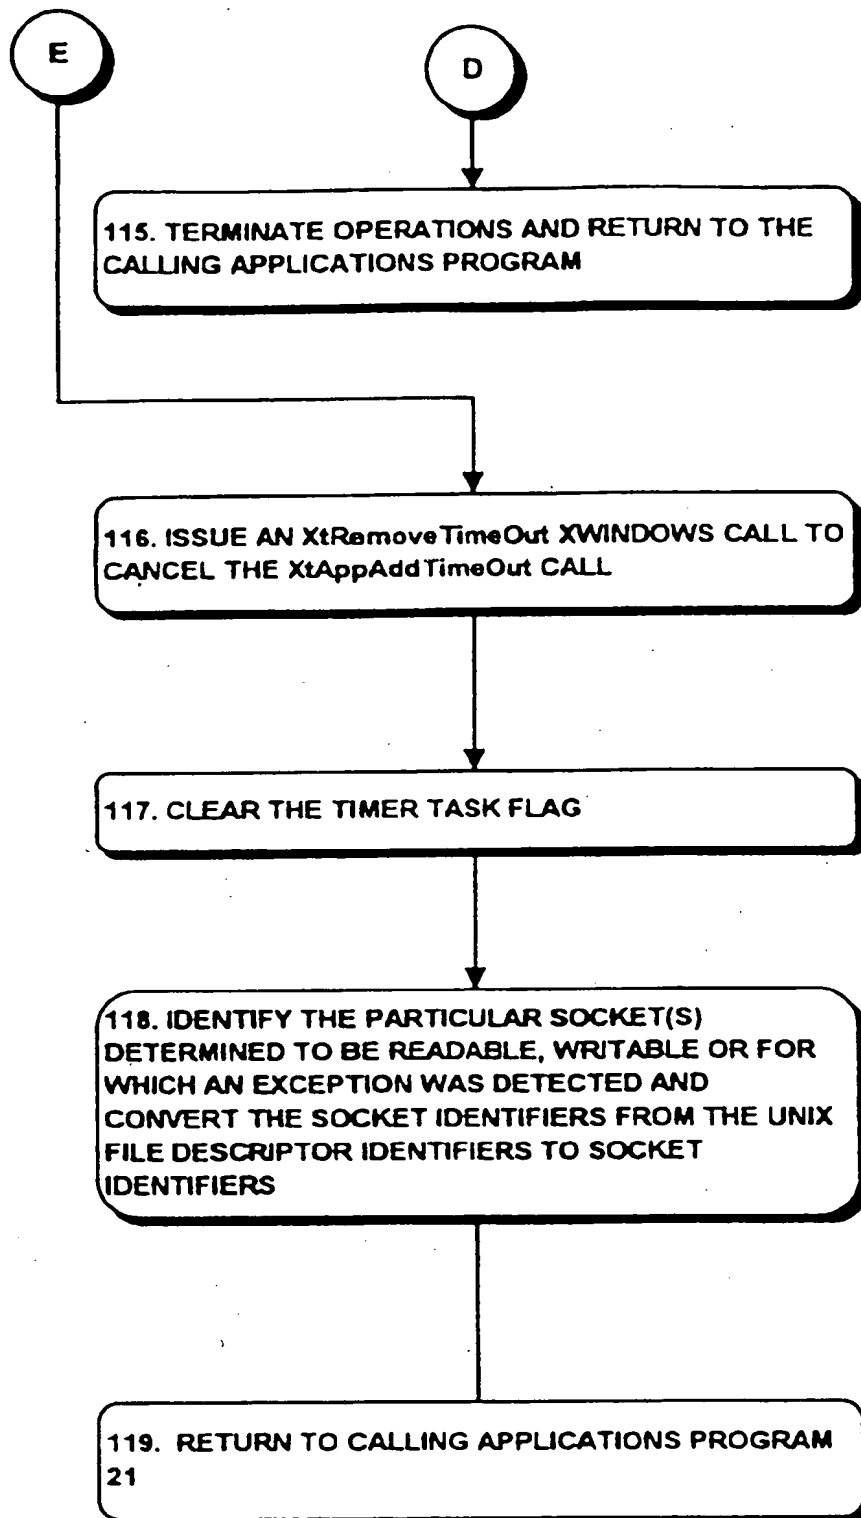 E
D
115. TERMINATE OPERATIONS AND RETURN TO THE
CALLING APPLICATIONS PROGRAM
116. ISSUE AN XtRemoveTimeOut XWINDOWS CALL TO
CANCEL THE XtAppAddTimeOut CALL
117. CLEAR THE TIMER TASK FLAG
118. IDENTIFY THE PARTICULAR SOCKET(S)
DETERMINED TO BE READABLE, WRITABLE OR FOR
WHICH AN EXCEPTION WAS DETECTED AND
CONVERT THE SOCKET IDENTIFIERS FROM THE UNIX
FILE DESCRIPTOR IDENTIFIERS TO SOCKET
IDENTIFIERS
119. RETURN TO CALLING APPLICATIONS PROGRAM
21